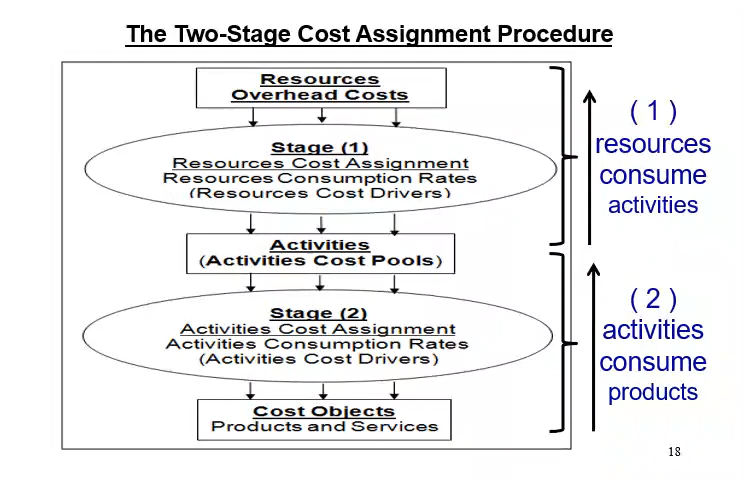 The Two-Stage Cost Assignment Procedure
Resources
Overhead Costs
Stage (1)
Resources Cost Assignment
Resources Consumption Rates
(Resources Cost Drivers)
Activities
(Activities Cost Pools)
Stage (2)
Activities Cost Assignment
Activities Consumption Rates
(Activities Cost Drivers)
Cost Objects
Products and Services
( 1 )
resources
consume
activities
( 2 )
activities
consume
products
18